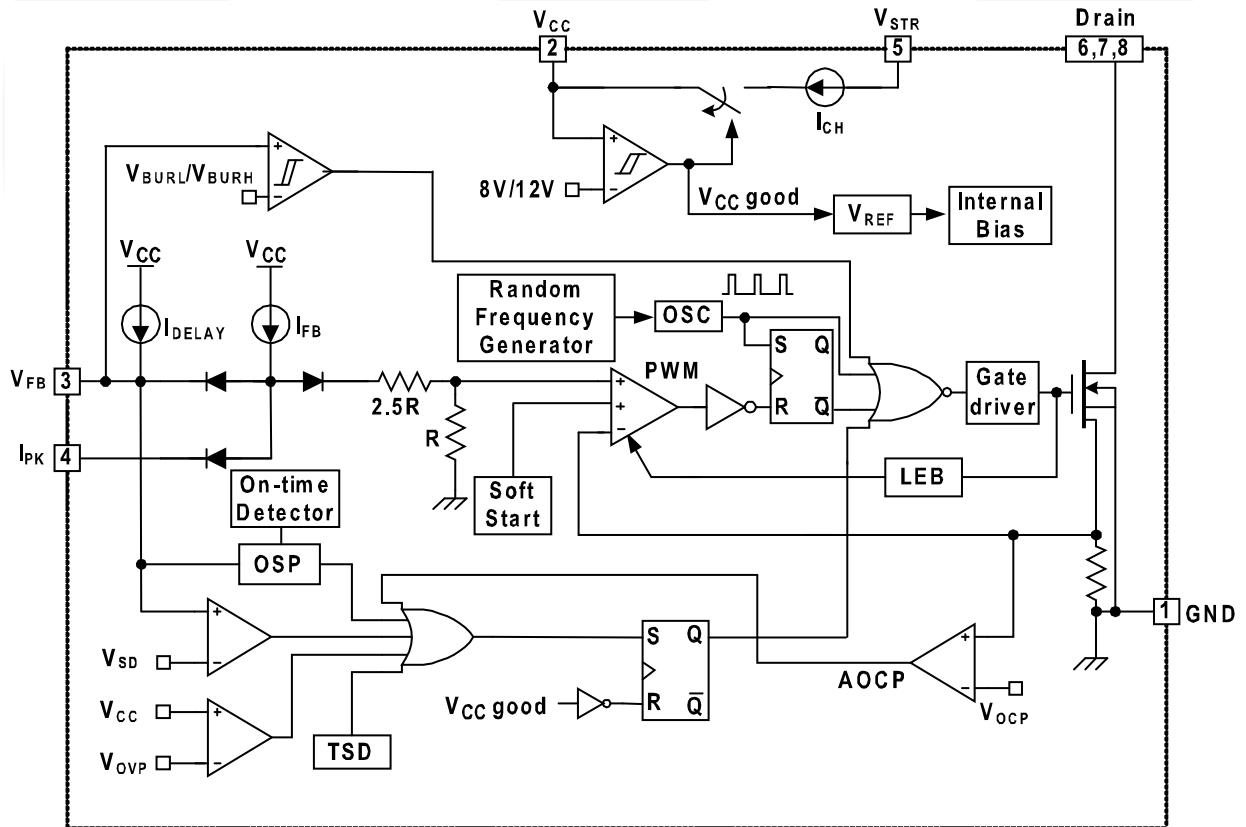 VCC
VSTR
Drain
2
5
6,7,8
ICH
+
VBURL/VBURH
-
+
8V/12V
-
VCC good
VREF
Internal
Bias
VCC
VCC
IDELAY
IFB
Random
Frequency
Generator
OSC
S Q
R Q̅
PWM
VFB 3
2.5R
R
+
+
-
Gate
driver
IPK 4
LEB
On-time
Detector
Soft
Start
OSP
+
VSD
-
S Q
R Q̅
1 GND
+
AOCP
-
VOCP
VCC
+
VCC good
VOVP
-
TSD